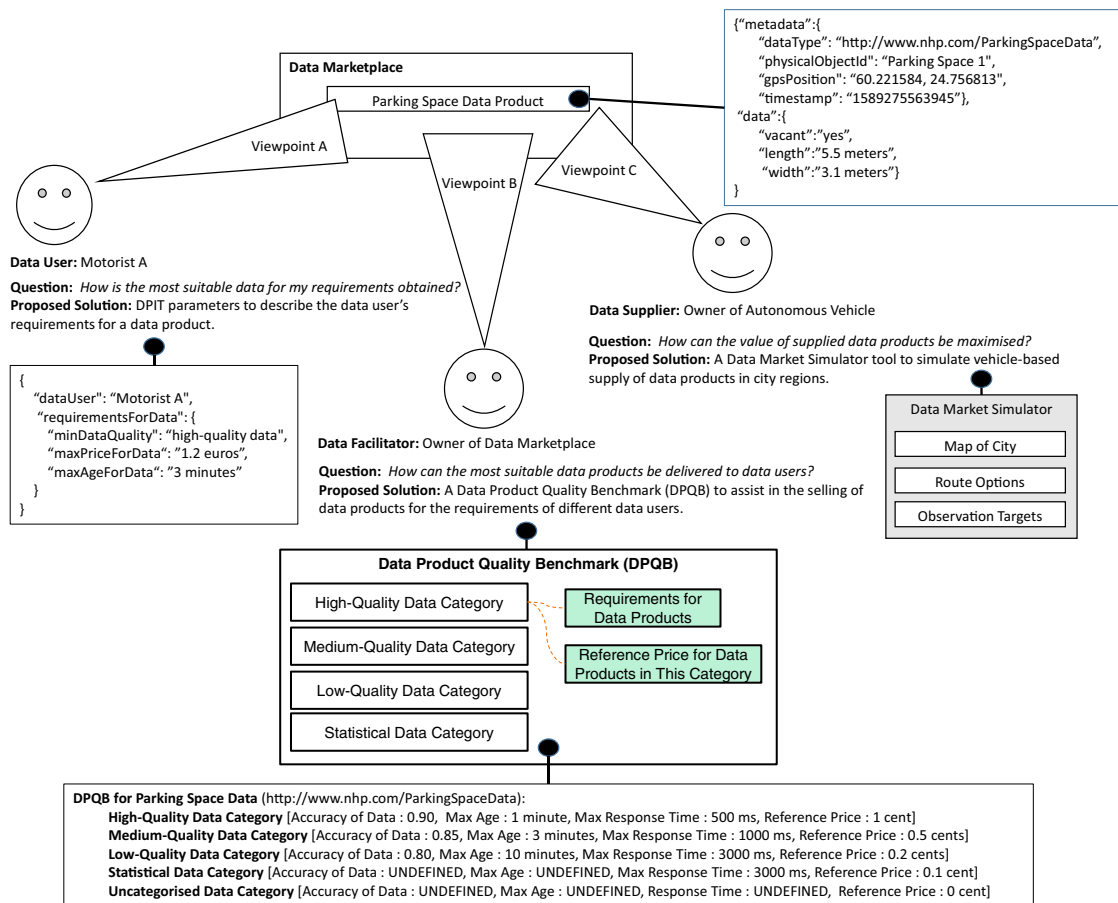 Data Marketplace
Parking Space Data Product
{“metadata”:{
“dataType”: “http://www.nhp.com/ParkingSpaceData”,
“physicalObjectId": “Parking Space 1”,
“gpsPosition”: “60.221584, 24.756813",
“timestamp”: “1589275563945”},
“data”:{
“vacant”:”yes”,
“length”:”5.5 meters”,
“width”:”3.1 meters”}
}
Viewpoint A
Viewpoint B
Viewpoint C
Data User: Motorist A
Question: How is the most suitable data for my requirements obtained?
Proposed Solution: DPIT parameters to describe the data user’s
requirements for a data product.
{
“dataUser": “Motorist A”,
“requirementsForData": {
“minDataQuality": “high-quality data",
“maxPriceForData“: ”1.2 euros”,
“maxAgeForData“: ”3 minutes”
}
}
Data Supplier: Owner of Autonomous Vehicle
Question: How can the value of supplied data products be maximised?
Proposed Solution: A Data Market Simulator tool to simulate vehicle-based
supply of data products in city regions.
Data Market Simulator
Map of City
Route Options
Observation Targets
Data Facilitator: Owner of Data Marketplace
Question: How can the most suitable data products be delivered to data users?
Proposed Solution: A Data Product Quality Benchmark (DPQB) to assist in the selling of
data products for the requirements of different data users.
Data Product Quality Benchmark (DPQB)
High-Quality Data Category
Medium-Quality Data Category
Low-Quality Data Category
Statistical Data Category
Requirements for
Data Products
Reference Price for Data
Products in This Category
DPQB for Parking Space Data (http://www.nhp.com/ParkingSpaceData):
High-Quality Data Category [Accuracy of Data : 0.90, Max Age : 1 minute, Max Response Time : 500 ms, Reference Price : 1 cent]
Medium-Quality Data Category [Accuracy of Data : 0.85, Max Age : 3 minutes, Max Response Time : 1000 ms, Reference Price : 0.5 cents]
Low-Quality Data Category [Accuracy of Data : 0.80, Max Age : 10 minutes, Max Response Time : 3000 ms, Reference Price : 0.2 cents]
Statistical Data Category [Accuracy of Data : UNDEFINED, Max Age : UNDEFINED, Max Response Time : 3000 ms, Reference Price : 0.1 cent]
Uncategorised Data Category [Accuracy of Data : UNDEFINED, Max Age : UNDEFINED, Response Time : UNDEFINED, Reference Price : 0 cent]